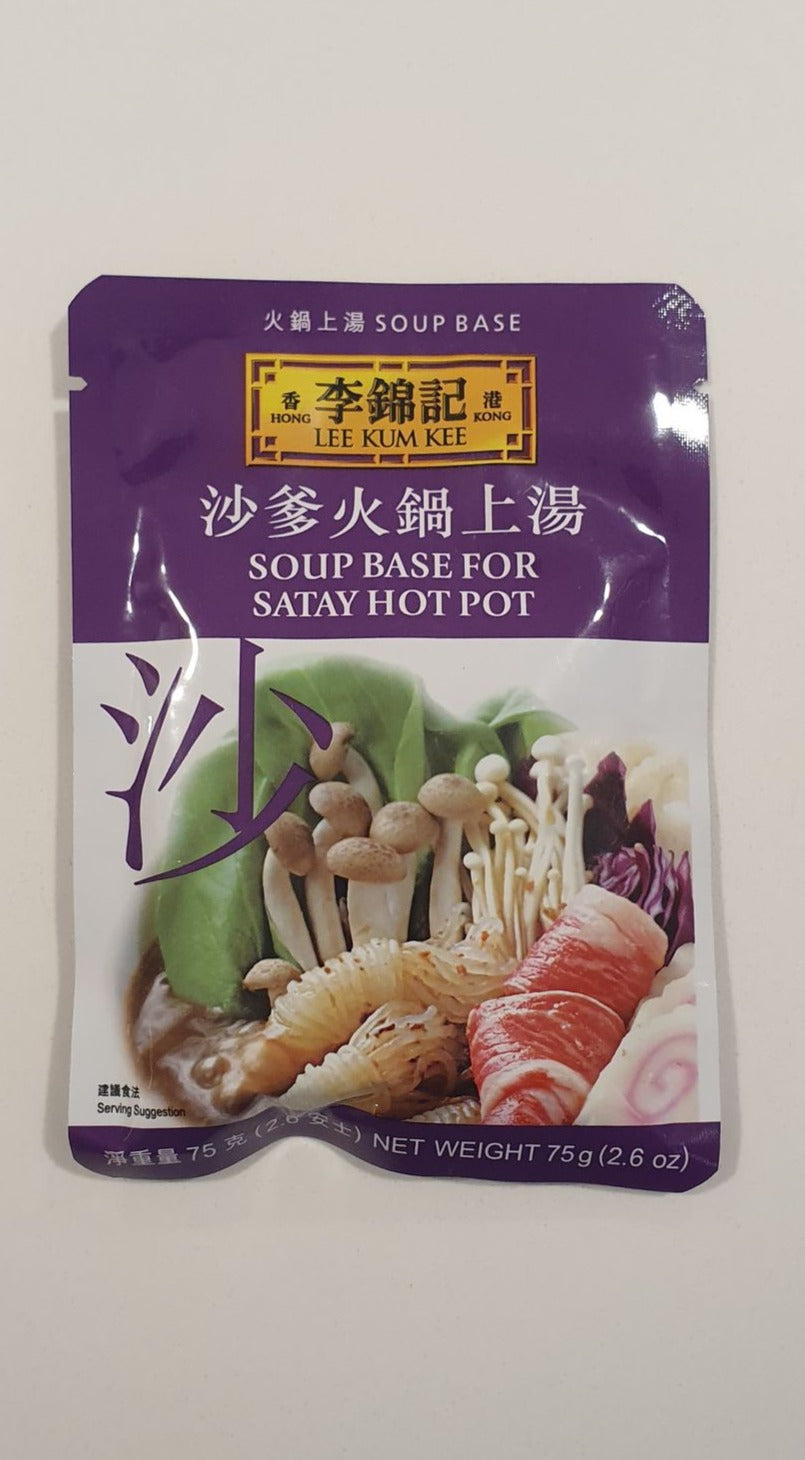 火鍋上湯 SOUP BASE
香 李錦記 港
HONG LEE KUM KEE KONG
沙爹火鍋上湯
SOUP BASE FOR
SATAY HOT POT
沙
建議食法
Serving Suggestion
淨重量 75 克 (2.6 安士) NET WEIGHT 75g (2.6 oz)